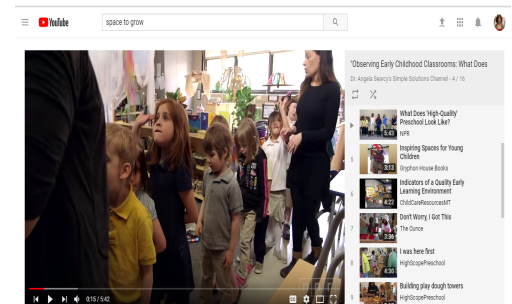 YouTube
space to grow
"Observing Early Childhood Classrooms: What Does
Dr. Angela Searcy's Simple Solutions Channel - 4 / 16
What Does 'High-Quality'
Preschool Look Like?
NPR
5:43
5
Inspiring Spaces for Young
Children
Gryphon House Books
3:13
6
Indicators of a Quality Early
Learning Environment
ChildCareResourcesMT
4:22
7
Don't Worry, I Got This
The Ounce
3:36
8
I was here first
HighScopePreschool
4:30
9
Building play dough towers
HighScopePreschool
0:15 / 5:42